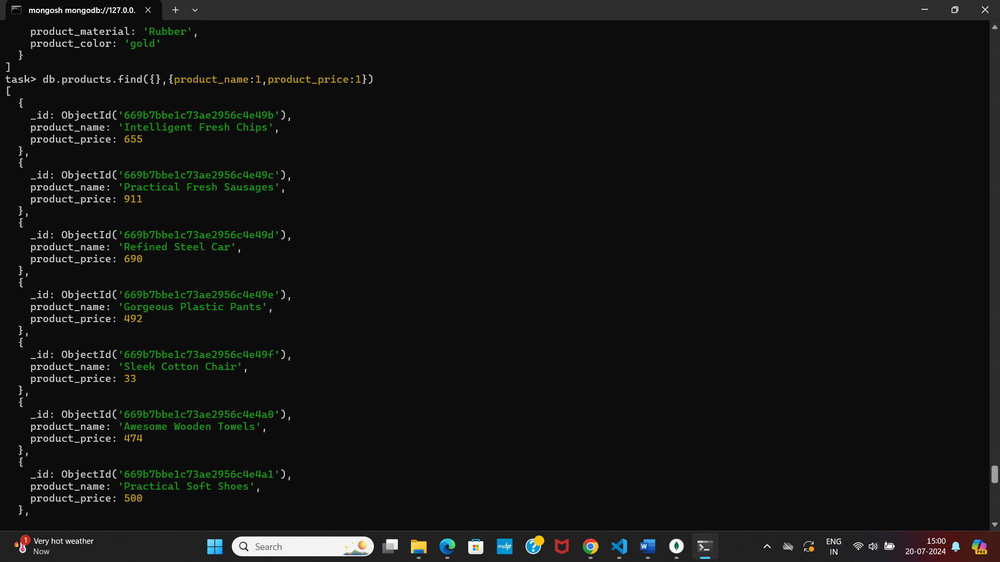 mongosh mongodb://127.0.0.
product_material: 'Rubber',
product_color: 'gold'
}
]
task> db.products.find({},{product_name:1,product_price:1})
[
{
_id: ObjectId('669b7bbe1c73ae2956c4e49b'),
product_name: 'Intelligent Fresh Chips',
product_price: 655
},
{
_id: ObjectId('669b7bbe1c73ae2956c4e49c'),
product_name: 'Practical Fresh Sausages',
product_price: 911
},
{
_id: ObjectId('669b7bbe1c73ae2956c4e49d'),
product_name: 'Refined Steel Car',
product_price: 690
},
{
_id: ObjectId('669b7bbe1c73ae2956c4e49e'),
product_name: 'Gorgeous Plastic Pants',
product_price: 492
},
{
_id: ObjectId('669b7bbe1c73ae2956c4e49f'),
product_name: 'Sleek Cotton Chair',
product_price: 33
},
{
_id: ObjectId('669b7bbe1c73ae2956c4e4a0'),
product_name: 'Awesome Wooden Towels',
product_price: 474
},
{
_id: ObjectId('669b7bbe1c73ae2956c4e4a1'),
product_name: 'Practical Soft Shoes',
product_price: 500
},
1
Very hot weather
Now
Search
myhp
?
W
ENG
IN
15:00
20-07-2024
PRE